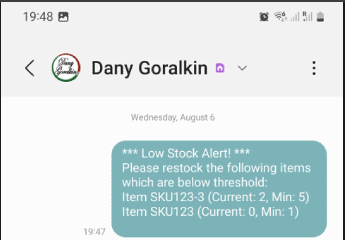 19:48
Dany Goralkin
Wednesday, August 6
*** Low Stock Alert! ***
Please restock the following items
which are below threshold:
Item SKU123-3 (Current: 2, Min: 5)
Item SKU123 (Current: 0, Min: 1)
19:47